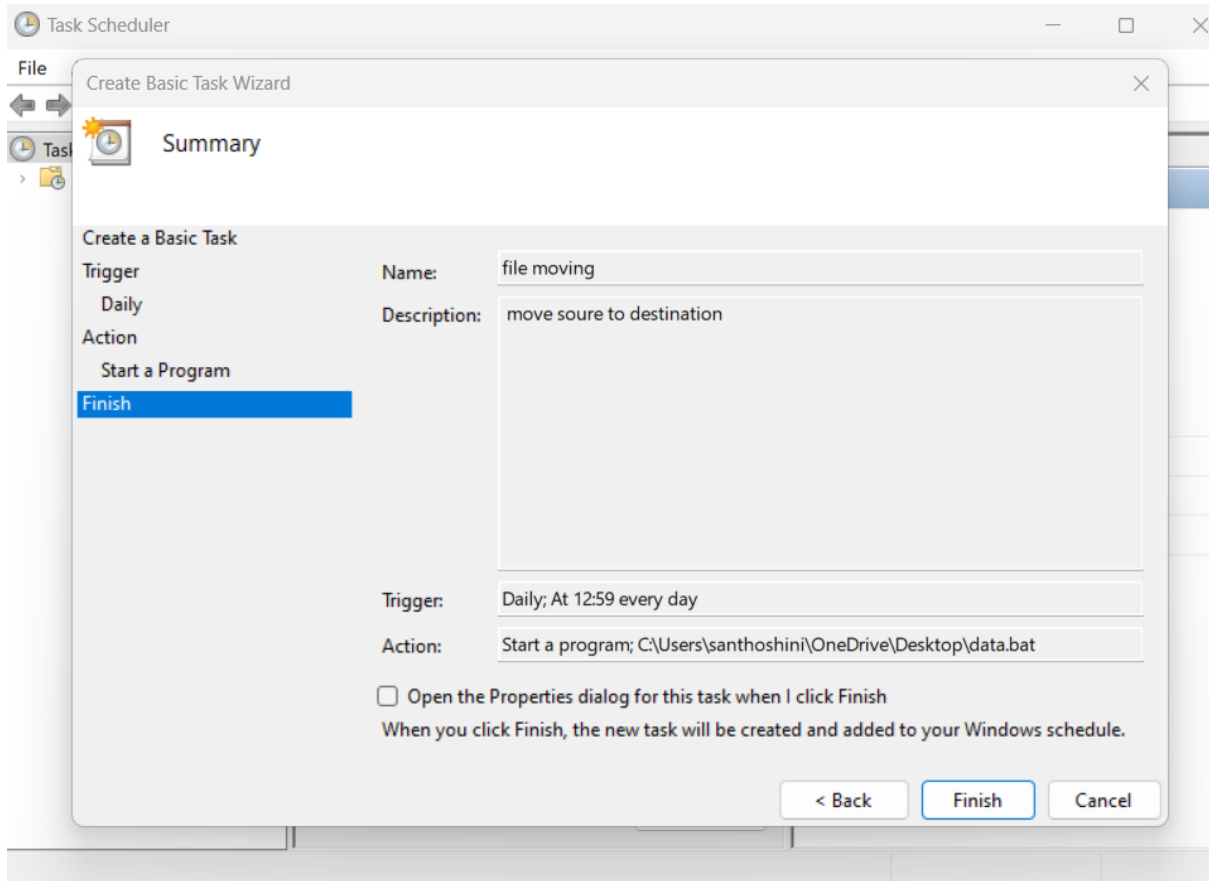 Task Scheduler
File
Create Basic Task Wizard
Summary
Create a Basic Task
Trigger
Daily
Action
Start a Program
Finish
Name: file moving
Description: move soure to destination
Trigger: Daily; At 12:59 every day
Action: Start a program; C:\Users\santhoshini\OneDrive\Desktop\data.bat
Open the Properties dialog for this task when I click Finish
When you click Finish, the new task will be created and added to your Windows schedule.
< Back Finish Cancel